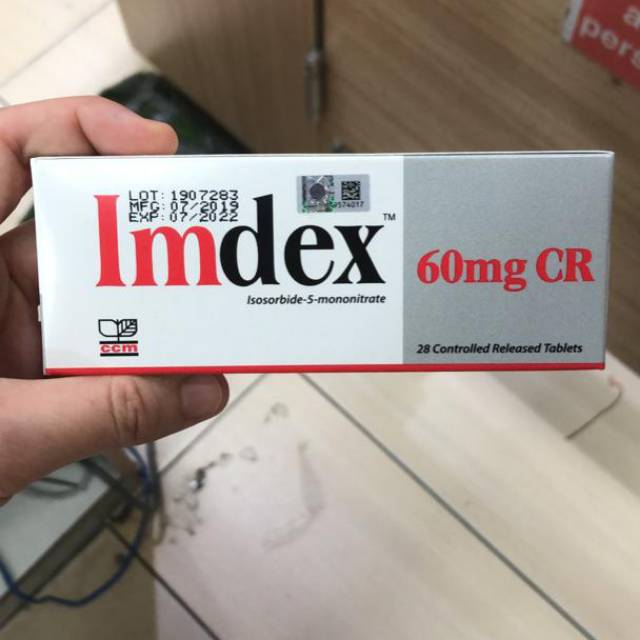 LOT: 1907283
MFG: 07/2019
EXP: 07/2022
Imdex™
Isosorbide-5-mononitrate
ccm
60mg CR
28 Controlled Released Tablets
pers